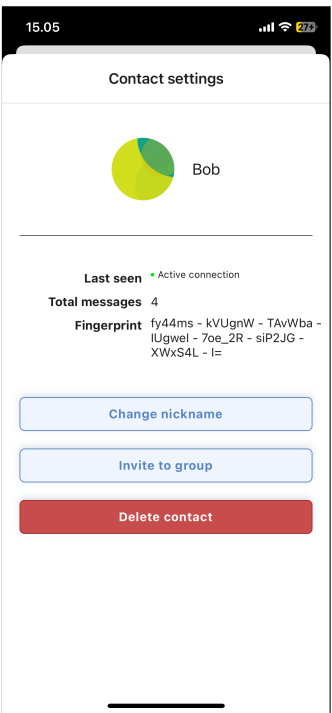 15.05
27
Contact settings
Bob
Last seen • Active connection
Total messages 4
Fingerprint fy44ms - kVUgnW - TAvWba -
IUgweI - 7oe_2R - siP2JG -
XWxS4L - I=
Change nickname
Invite to group
Delete contact